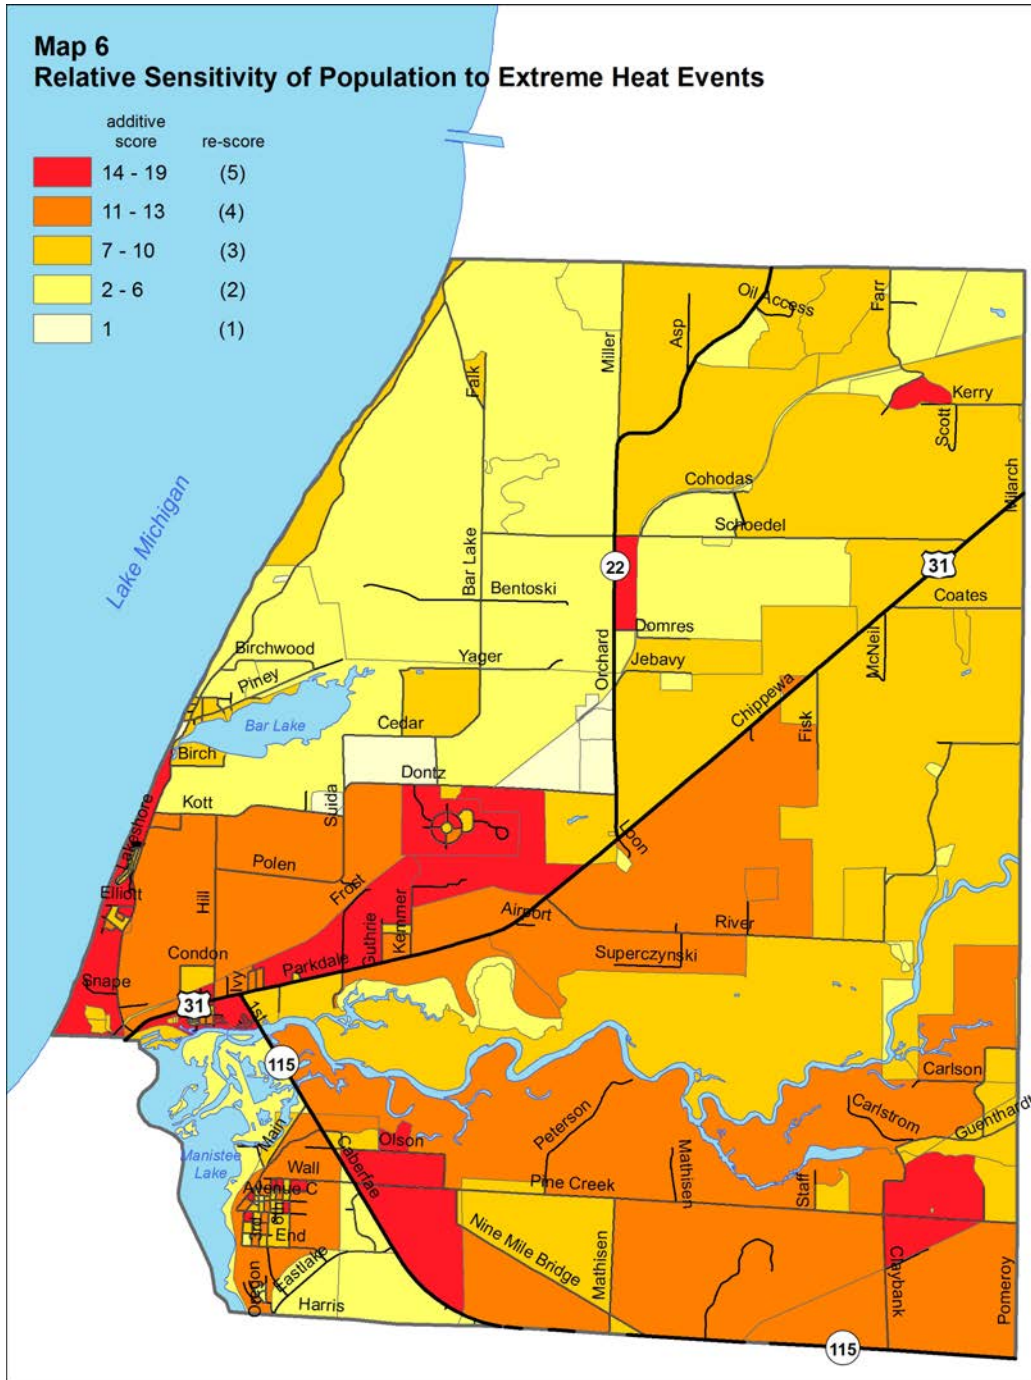 Map 6
Relative Sensitivity of Population to Extreme Heat Events
additive score re-score
14 - 19 (5)
11 - 13 (4)
7 - 10 (3)
2 - 6 (2)
1 (1)
Lake Michigan
Oil Access
Farr
Asp
Miller
Falk
Kerry
Scott
Cohodas
Milarch
Schoedel
22
31
Bar Lake
Bentoski
Coates
Domres
Birchwood
Yager
Jebavy
McNeil
Orchard
Piney
Bar Lake
Chippewa
Cedar
Fisk
Birch
Dontz
Kott
Suida
Lakeshore
Loon
Polen
Frost
Elliott
Hill
Airport
River
Kemmer
Guthrie
Condon
Superczynski
Parkdale
Snape
Ivy
31
1st
115
Carlson
Carlstrom
Guenthardt
Peterson
Main
Olson
Manistee
Lake
Caberfae
Wall
Mathisen
Pine Creek
Staff
Avenue C
8th
3rd
End
Nine Mile Bridge
Mathisen
Eastlake
Oregon
Harris
Claybank
Pomeroy
115